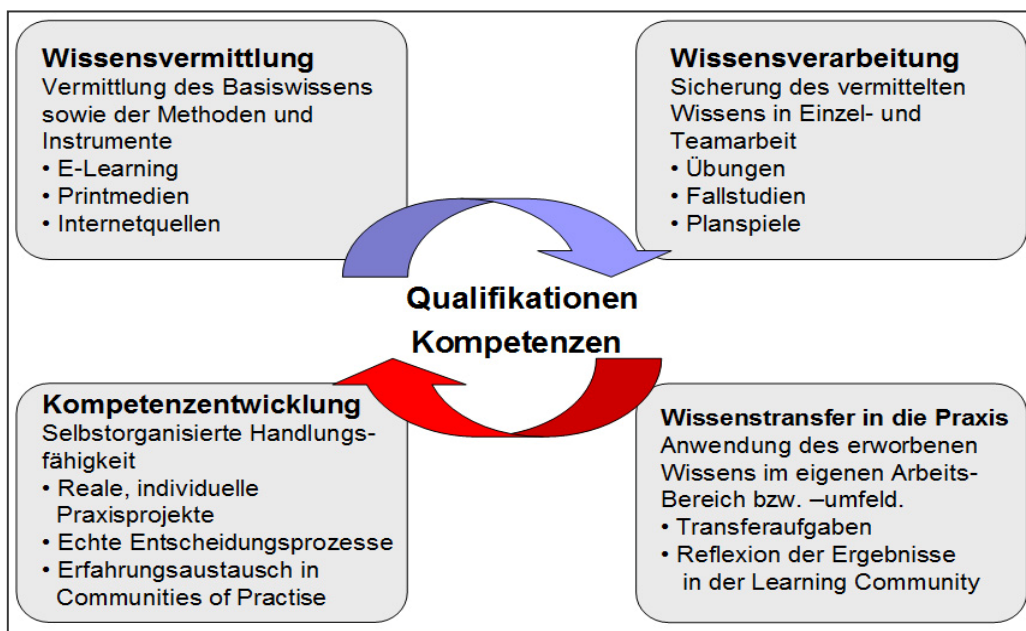 Wissensvermittlung
Vermittlung des Basiswissens
sowie der Methoden und
Instrumente
• E-Learning
• Printmedien
• Internetquellen
Wissensverarbeitung
Sicherung des vermittelten
Wissens in Einzel- und
Teamarbeit
• Übungen
• Fallstudien
• Planspiele
Qualifikationen
Kompetenzen
Kompetenzentwicklung
Selbstorganisierte Handlungs-
fähigkeit
• Reale, individuelle
Praxisprojekte
• Echte Entscheidungsprozesse
• Erfahrungsaustausch in
Communities of Practise
Wissenstransfer in die Praxis
Anwendung des erworbenen
Wissens im eigenen Arbeits-
Bereich bzw. –umfeld.
• Transferaufgaben
• Reflexion der Ergebnisse
in der Learning Community